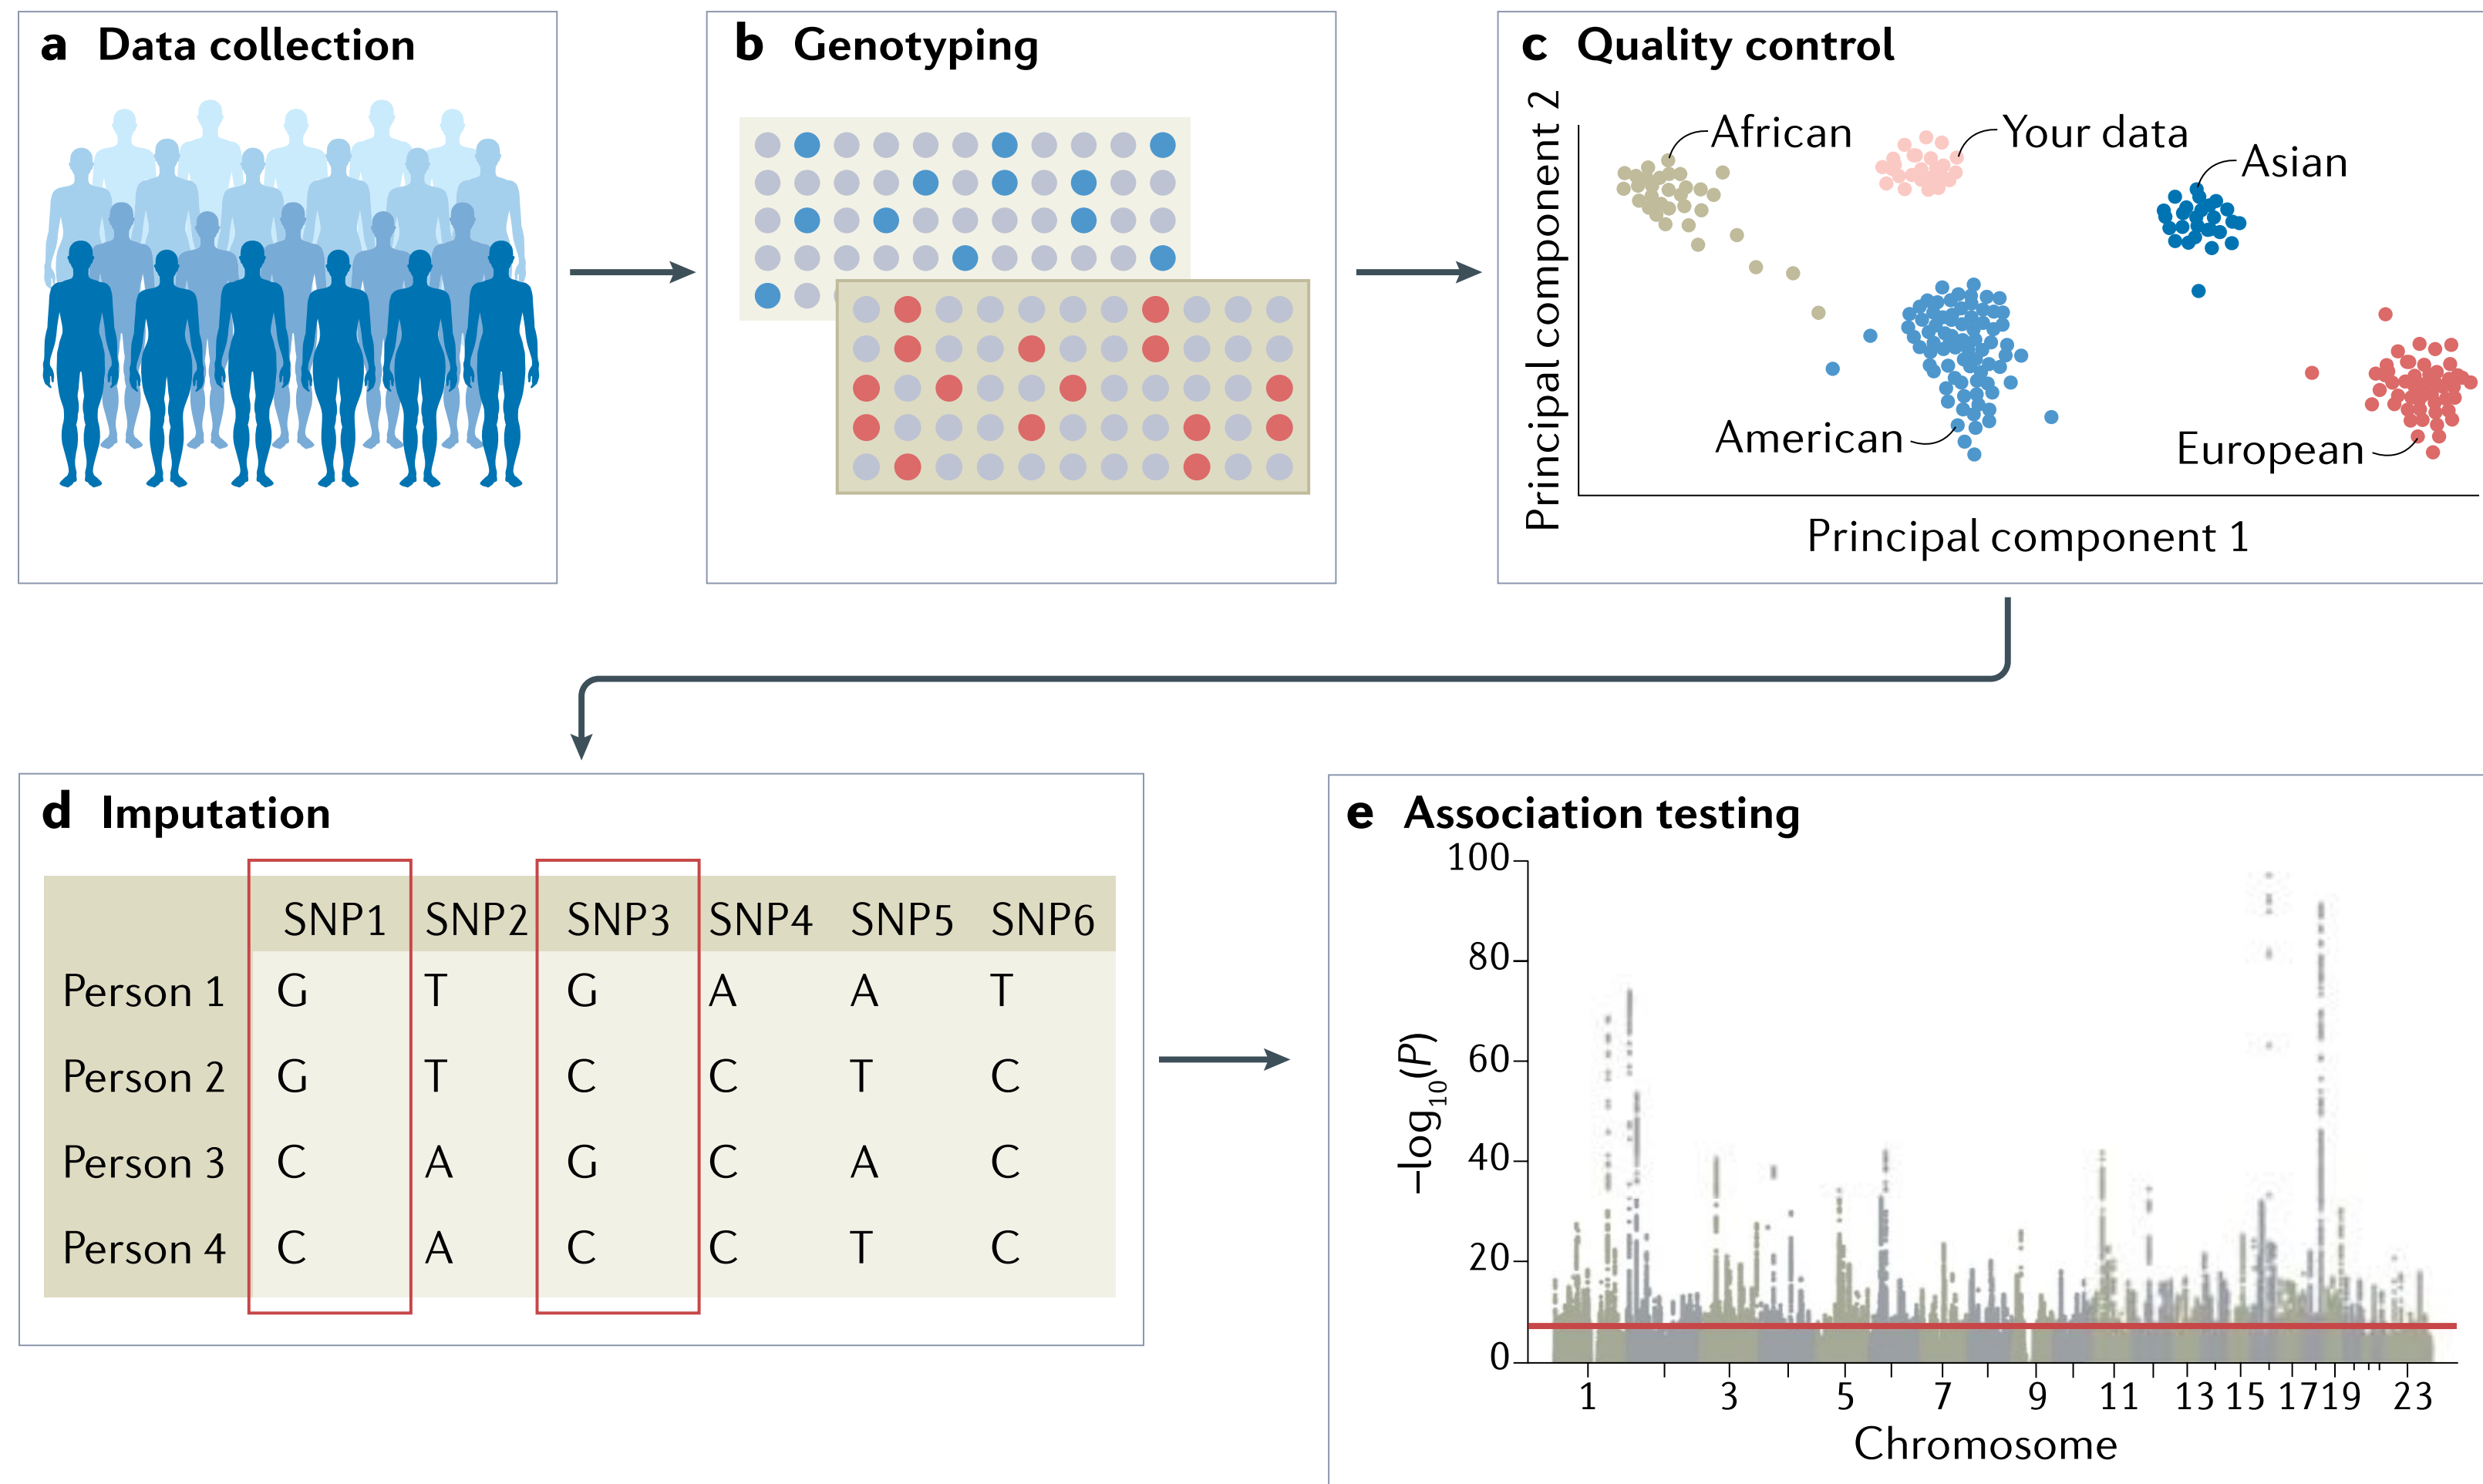 a Data collection
b Genotyping
c Quality control
Principal component 2
African
Your data
Asian
American
European
Principal component 1
d Imputation
SNP1 SNP2 SNP3 SNP4 SNP5 SNP6
Person 1 G T G A A T
Person 2 G T C C T C
Person 3 C A G C A C
Person 4 C A C C T C
e Association testing
100
80
60
40
20
0
−log10(P)
1 3 5 7 9 11 13 15 17 19 23
Chromosome